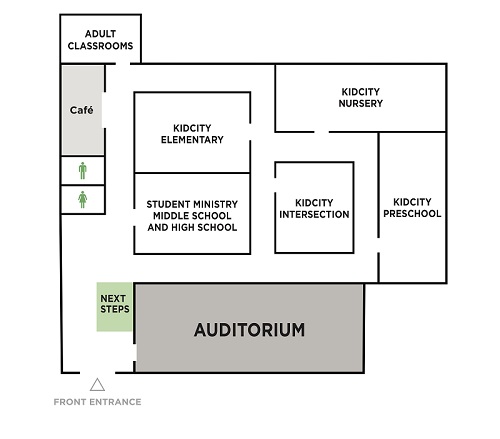 ADULT
CLASSROOMS
Café
KIDCITY
NURSERY
KIDCITY
ELEMENTARY
STUDENT MINISTRY
MIDDLE SCHOOL
AND HIGH SCHOOL
KIDCITY
INTERSECTION
KIDCITY
PRESCHOOL
NEXT
STEPS
AUDITORIUM
FRONT ENTRANCE